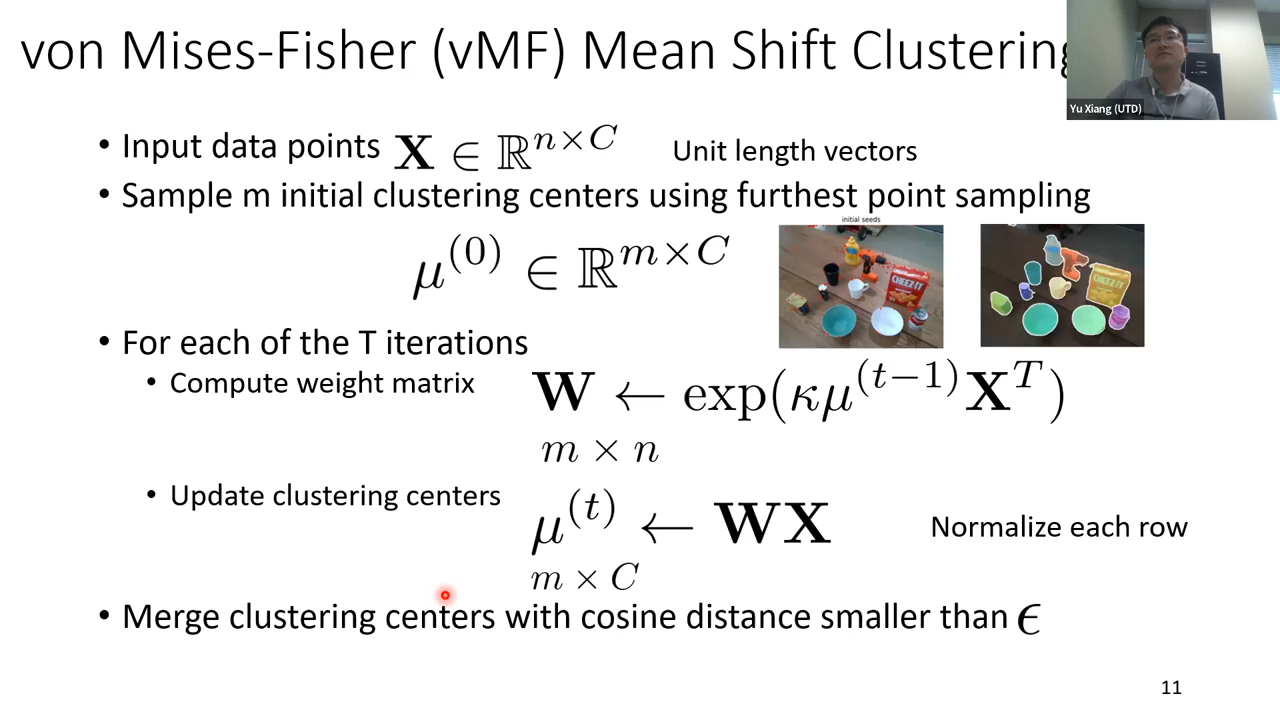 von Mises-Fisher (vMF) Mean Shift Clustering
Yu Xiang (UTD)
• Input data points X ∈ ℝ^{n×C} Unit length vectors
• Sample m initial clustering centers using furthest point sampling
initial seeds
μ^{(0)} ∈ ℝ^{m×C}
CHEEZ-IT
• For each of the T iterations
• Compute weight matrix W ← exp(κμ^{(t−1)}X^T)
m × n
• Update clustering centers μ^{(t)} ← WX Normalize each row
m × C
• Merge clustering centers with cosine distance smaller than ϵ
11